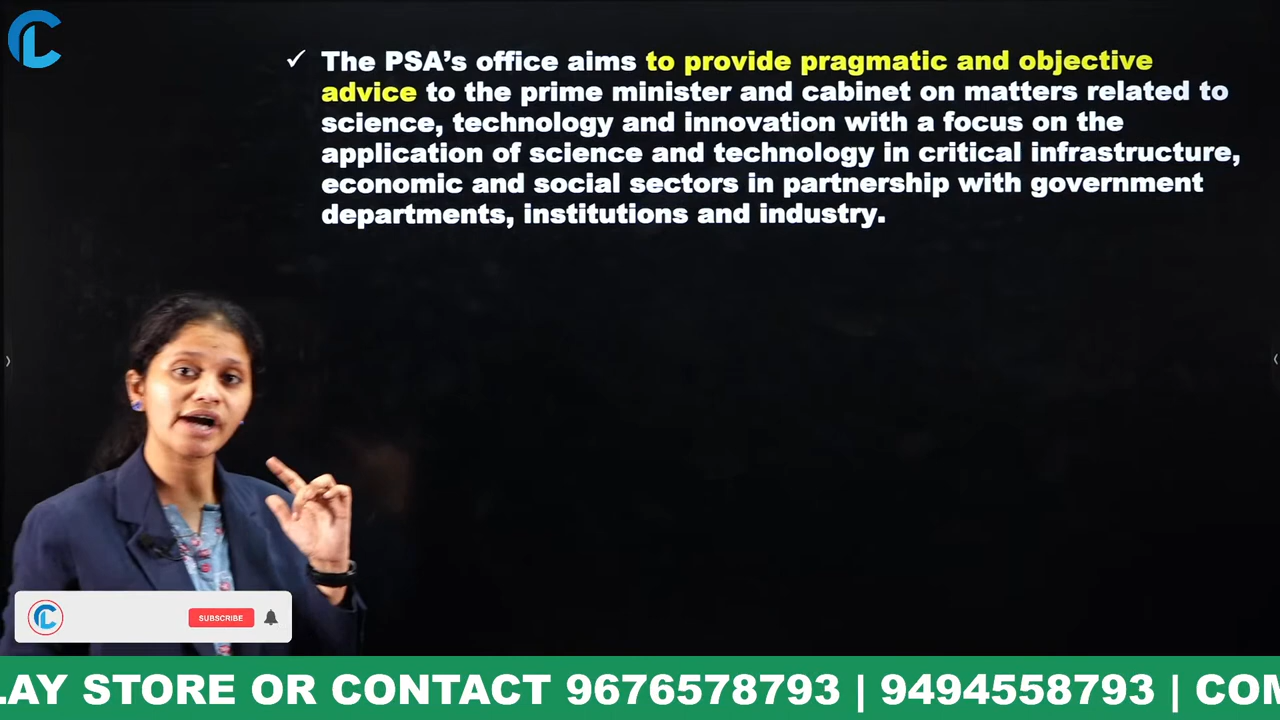 The PSA's office aims to provide pragmatic and objective
advice to the prime minister and cabinet on matters related to
science, technology and innovation with a focus on the
application of science and technology in critical infrastructure,
economic and social sectors in partnership with government
departments, institutions and industry.
SUBSCRIBE
LAY STORE OR CONTACT 9676578793 | 9494558793 | COM